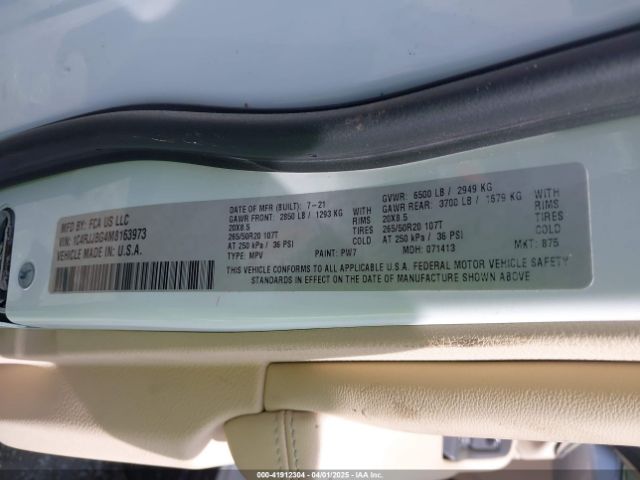 MFD BY: FCA US LLC
VIN: 1C4RJJBG4M8163973
VEHICLE MADE IN: U.S.A.
DATE OF MFR (BUILT): 7-21
GAWR FRONT: 2850 LB / 1293 KG WITH
20X8.5 RIMS
265/50R20 107T TIRES
AT 250 kPa / 36 PSI COLD
TYPE: MPV PAINT: PW7
GVWR: 6500 LB / 2949 KG
GAWR REAR: 3700 LB / 1679 KG WITH
20X8.5 RIMS
265/50R20 107T TIRES
AT 250 kPa / 36 PSI COLD
MDH: 071413 MKT: 875
THIS CONFORMS TO ALL APPLICABLE U.S.A. FEDERAL MOTOR VEHICLE SAFETY
STANDARDS IN EFFECT ON THE DATE OF MANUFACTURE SHOWN ABOVE
000-41912304 - 04/01/2025 - IAA Inc.